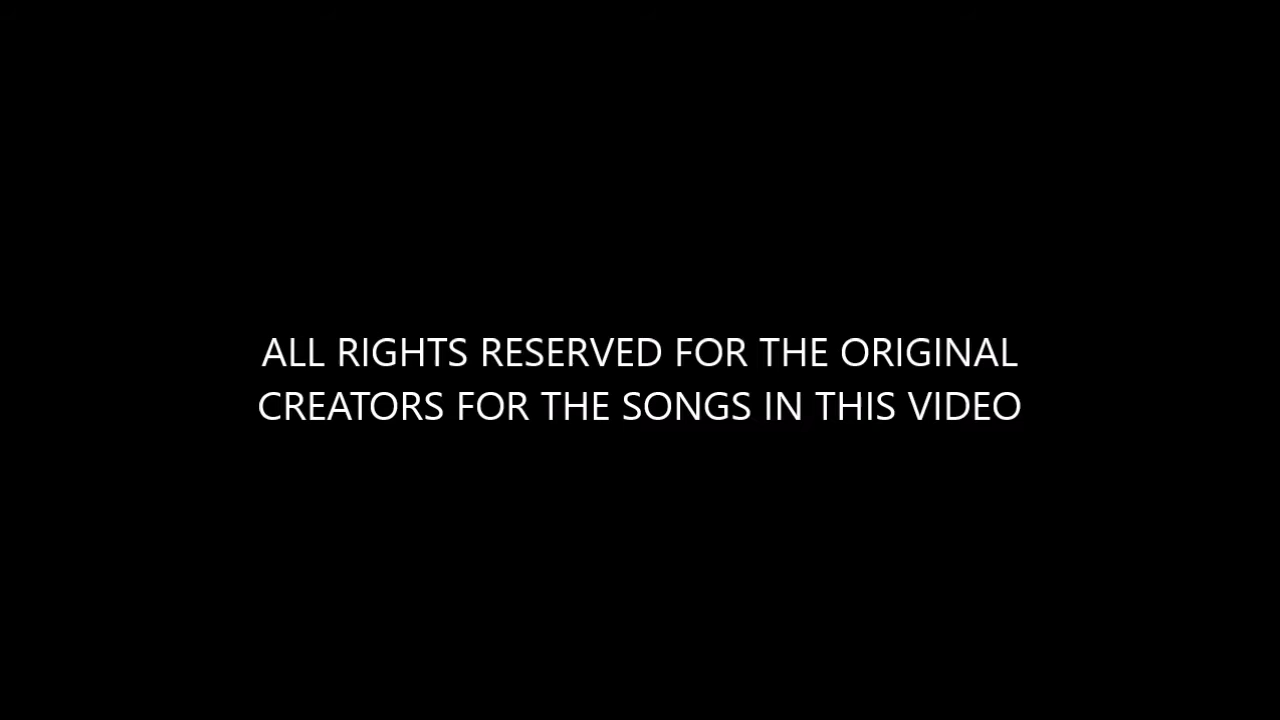 ALL RIGHTS RESERVED FOR THE ORIGINAL
CREATORS FOR THE SONGS IN THIS VIDEO